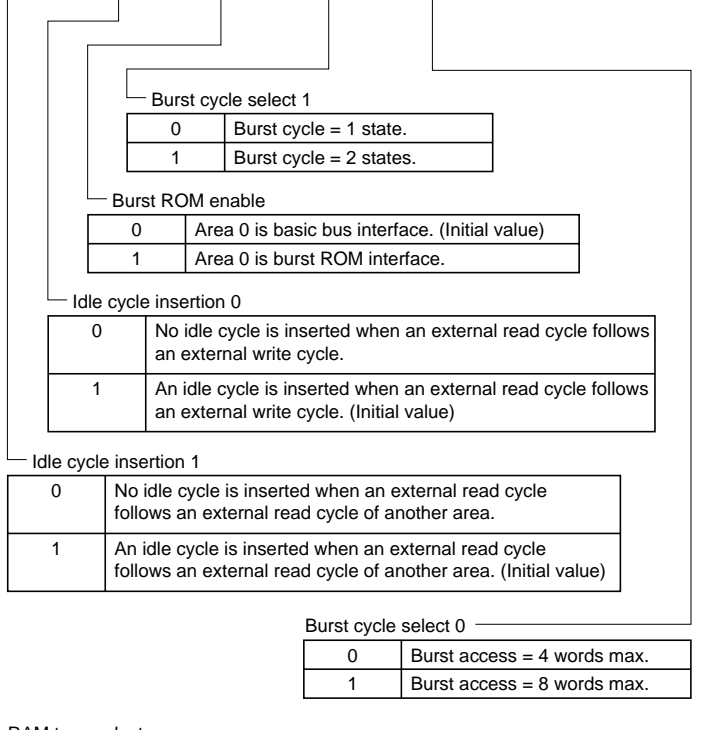 Burst cycle select 1
0 Burst cycle = 1 state.
1 Burst cycle = 2 states.
Burst ROM enable
0 Area 0 is basic bus interface. (Initial value)
1 Area 0 is burst ROM interface.
Idle cycle insertion 0
0 No idle cycle is inserted when an external read cycle follows
an external write cycle.
1 An idle cycle is inserted when an external read cycle follows
an external write cycle. (Initial value)
Idle cycle insertion 1
0 No idle cycle is inserted when an external read cycle
follows an external read cycle of another area.
1 An idle cycle is inserted when an external read cycle
follows an external read cycle of another area. (Initial value)
Burst cycle select 0
0 Burst access = 4 words max.
1 Burst access = 8 words max.